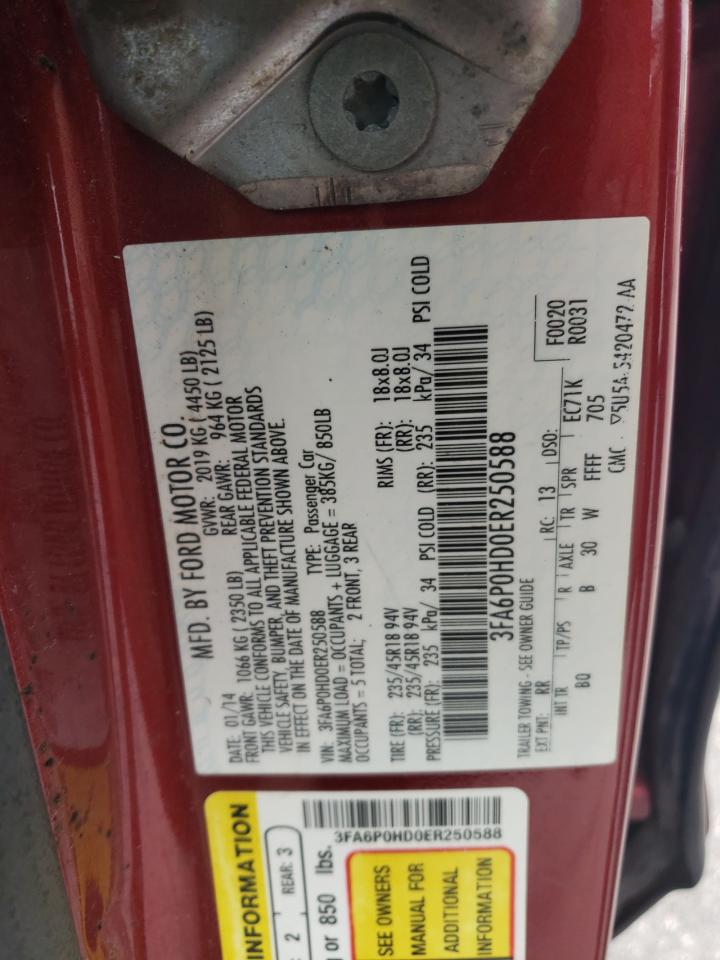 MFD. BY FORD MOTOR CO.
DATE: 01/14 GVWR: 2019 KG ( 4450 LB)
FRONT GAWR: 1066 KG ( 2350 LB) REAR GAWR: 964 KG ( 2125 LB)
THIS VEHICLE CONFORMS TO ALL APPLICABLE FEDERAL MOTOR
VEHICLE SAFETY, BUMPER, AND THEFT PREVENTION STANDARDS
IN EFFECT ON THE DATE OF MANUFACTURE SHOWN ABOVE.
VIN: 3FA6P0HD0ER250588 TYPE: Passenger Car
MAXIMUM LOAD = OCCUPANTS + LUGGAGE = 385KG/ 850LB
OCCUPANTS = 5 TOTAL; 2 FRONT, 3 REAR
TIRE (FR): 235/45R18 94V RIMS (FR): 18x8.0J
(RR): 235/45R18 94V (RR): 18x8.0J
PRESSURE (FR): 235 kPa/ 34 PSI COLD (RR): 235 kPa/ 34 PSI COLD
3FA6P0HD0ER250588
TRAILER TOWING - SEE OWNER GUIDE
EXT PNT: RR RC: 13 DSO: F0020
R0031
INT TR TP/PS R AXLE TR SPR EC71K
BQ B 30 W FFFF 705
CMC
INFORMATION
2 REAR: 3
or 850 lbs.
3FA6P0HD0ER250588
SEE OWNERS
MANUAL FOR
ADDITIONAL
INFORMATION